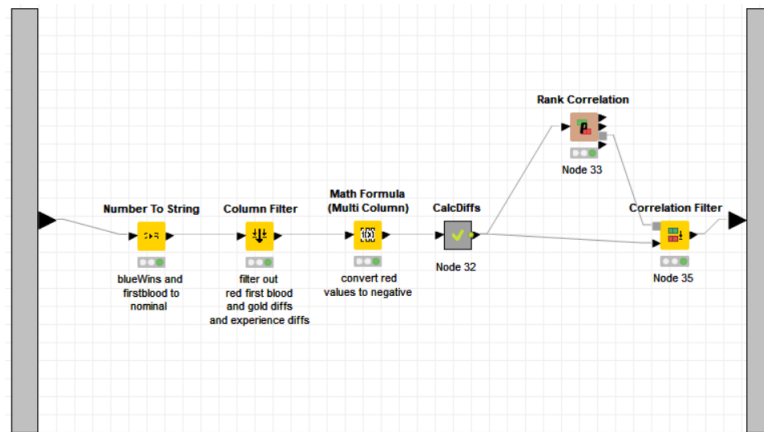 Rank Correlation
Node 33
Number To String
Column Filter
Math Formula
(Multi Column)
CalcDiffs
Correlation Filter
blueWins and
firstblood to
nominal
filter out
red first blood
and gold diffs
and experience diffs
convert red
values to negative
Node 32
Node 35